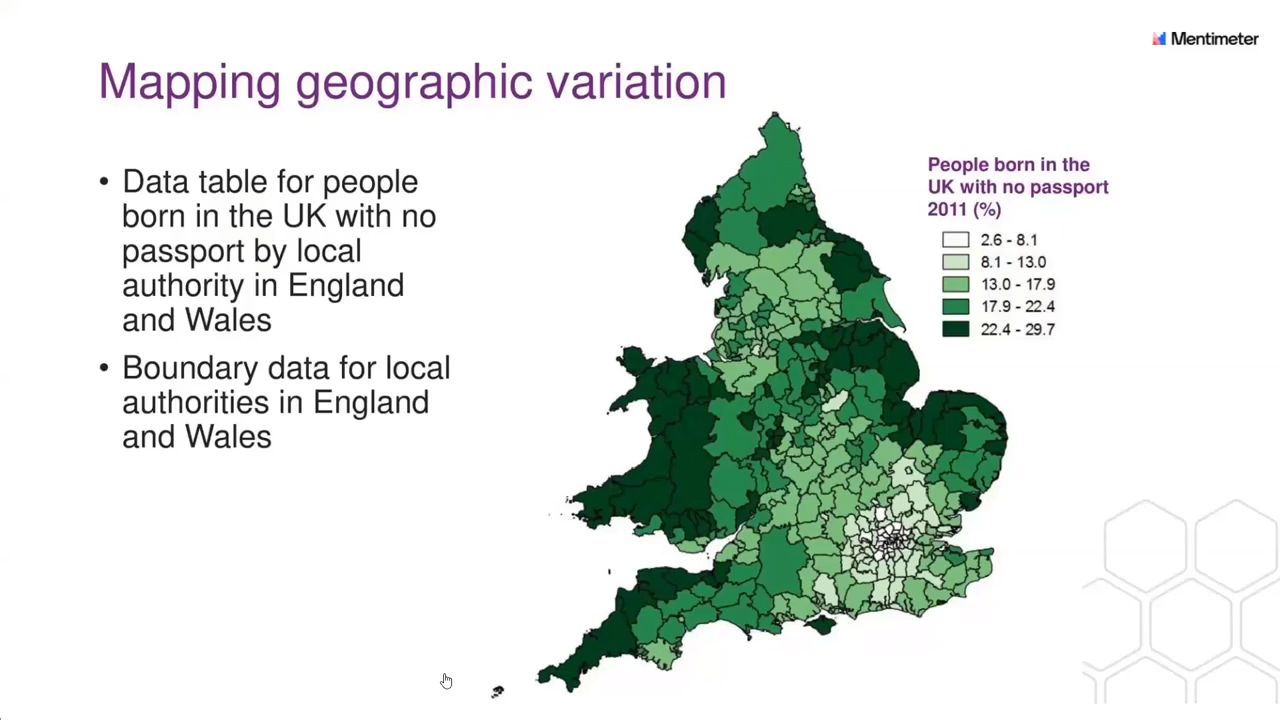 Mentimeter
Mapping geographic variation
• Data table for people
born in the UK with no
passport by local
authority in England
and Wales
• Boundary data for local
authorities in England
and Wales
People born in the
UK with no passport
2011 (%)
2.6 - 8.1
8.1 - 13.0
13.0 - 17.9
17.9 - 22.4
22.4 - 29.7